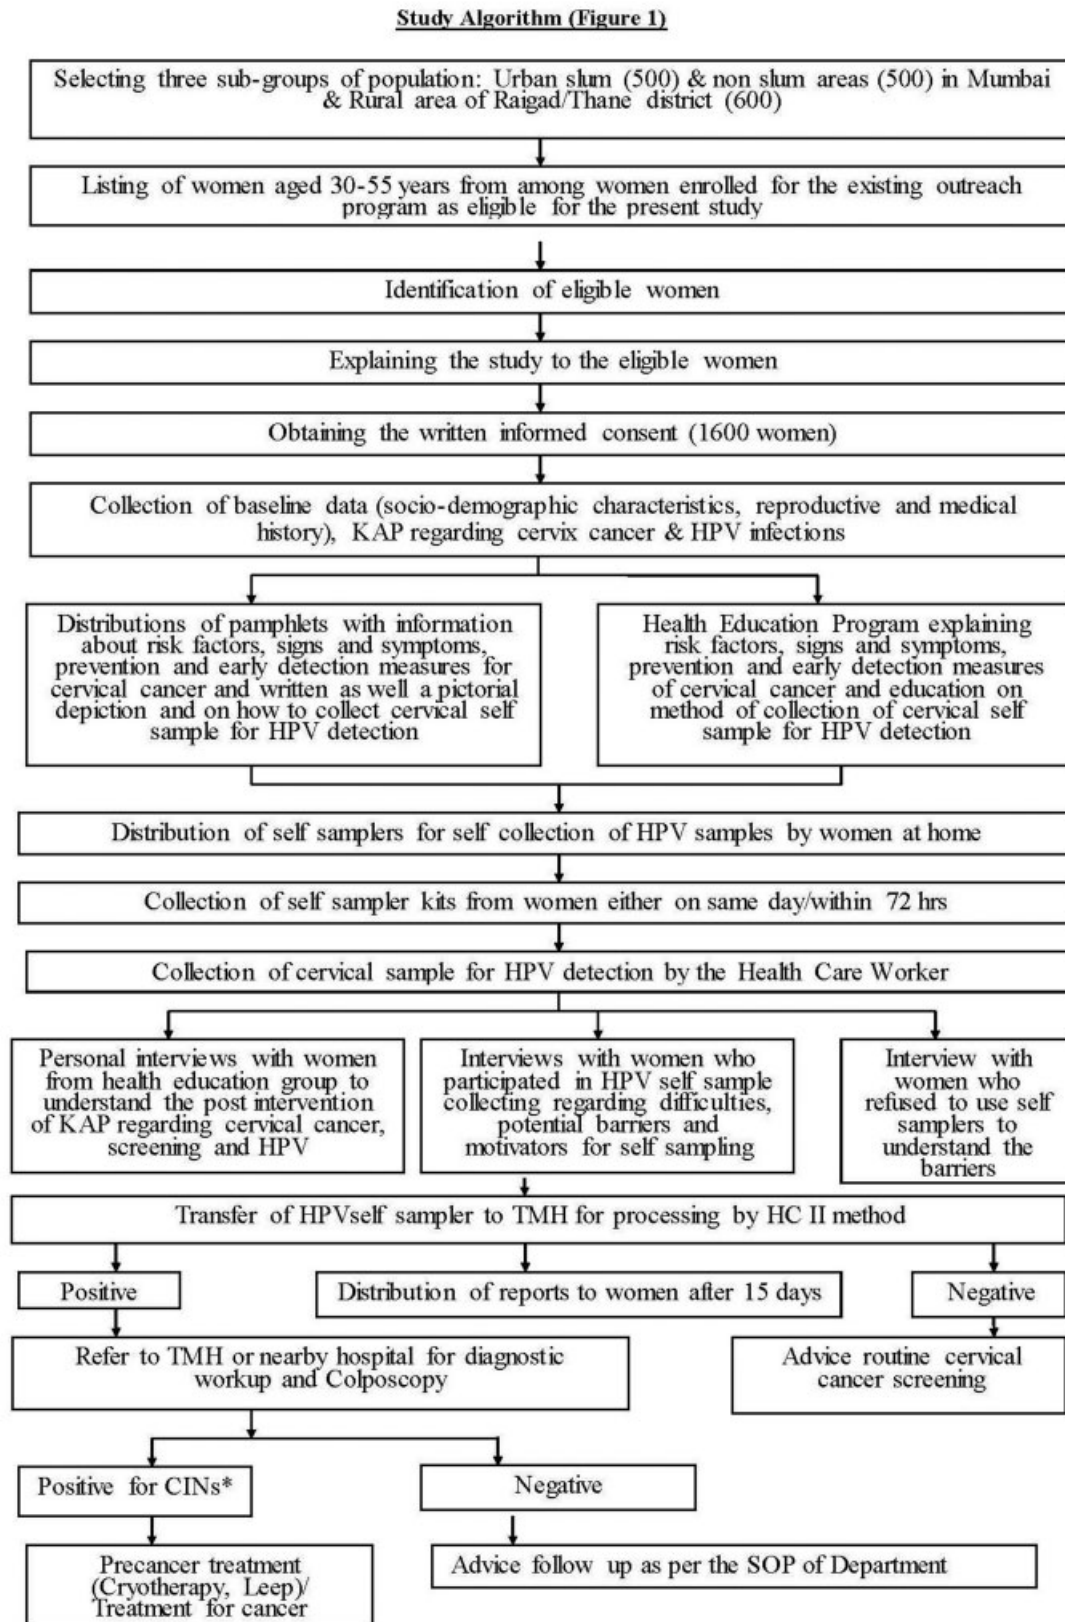 Study Algorithm (Figure 1)
Selecting three sub-groups of population: Urban slum (500) & non slum areas (500) in Mumbai
& Rural area of Raigad/Thane district (600)
Listing of women aged 30-55 years from among women enrolled for the existing outreach
program as eligible for the present study
Identification of eligible women
Explaining the study to the eligible women
Obtaining the written informed consent (1600 women)
Collection of baseline data (socio-demographic characteristics, reproductive and medical
history), KAP regarding cervix cancer & HPV infections
Distributions of pamphlets with information
about risk factors, signs and symptoms,
prevention and early detection measures for
cervical cancer and written as well a pictorial
depiction and on how to collect cervical self
sample for HPV detection
Health Education Program explaining
risk factors, signs and symptoms,
prevention and early detection measures
of cervical cancer and education on
method of collection of cervical self
sample for HPV detection
Distribution of self samplers for self collection of HPV samples by women at home
Collection of self sampler kits from women either on same day/within 72 hrs
Collection of cervical sample for HPV detection by the Health Care Worker
Personal interviews with women
from health education group to
understand the post intervention
of KAP regarding cervical cancer,
screening and HPV
Interviews with women who
participated in HPV self sample
collecting regarding difficulties,
potential barriers and
motivators for self sampling
Interview with
women who
refused to use self
samplers to
understand the
barriers
Transfer of HPVself sampler to TMH for processing by HC II method
Positive
Distribution of reports to women after 15 days
Negative
Refer to TMH or nearby hospital for diagnostic
workup and Colposcopy
Advice routine cervical
cancer screening
Positive for CINs*
Negative
Precancer treatment
(Cryotherapy, Leep)/
Treatment for cancer
Advice follow up as per the SOP of Department